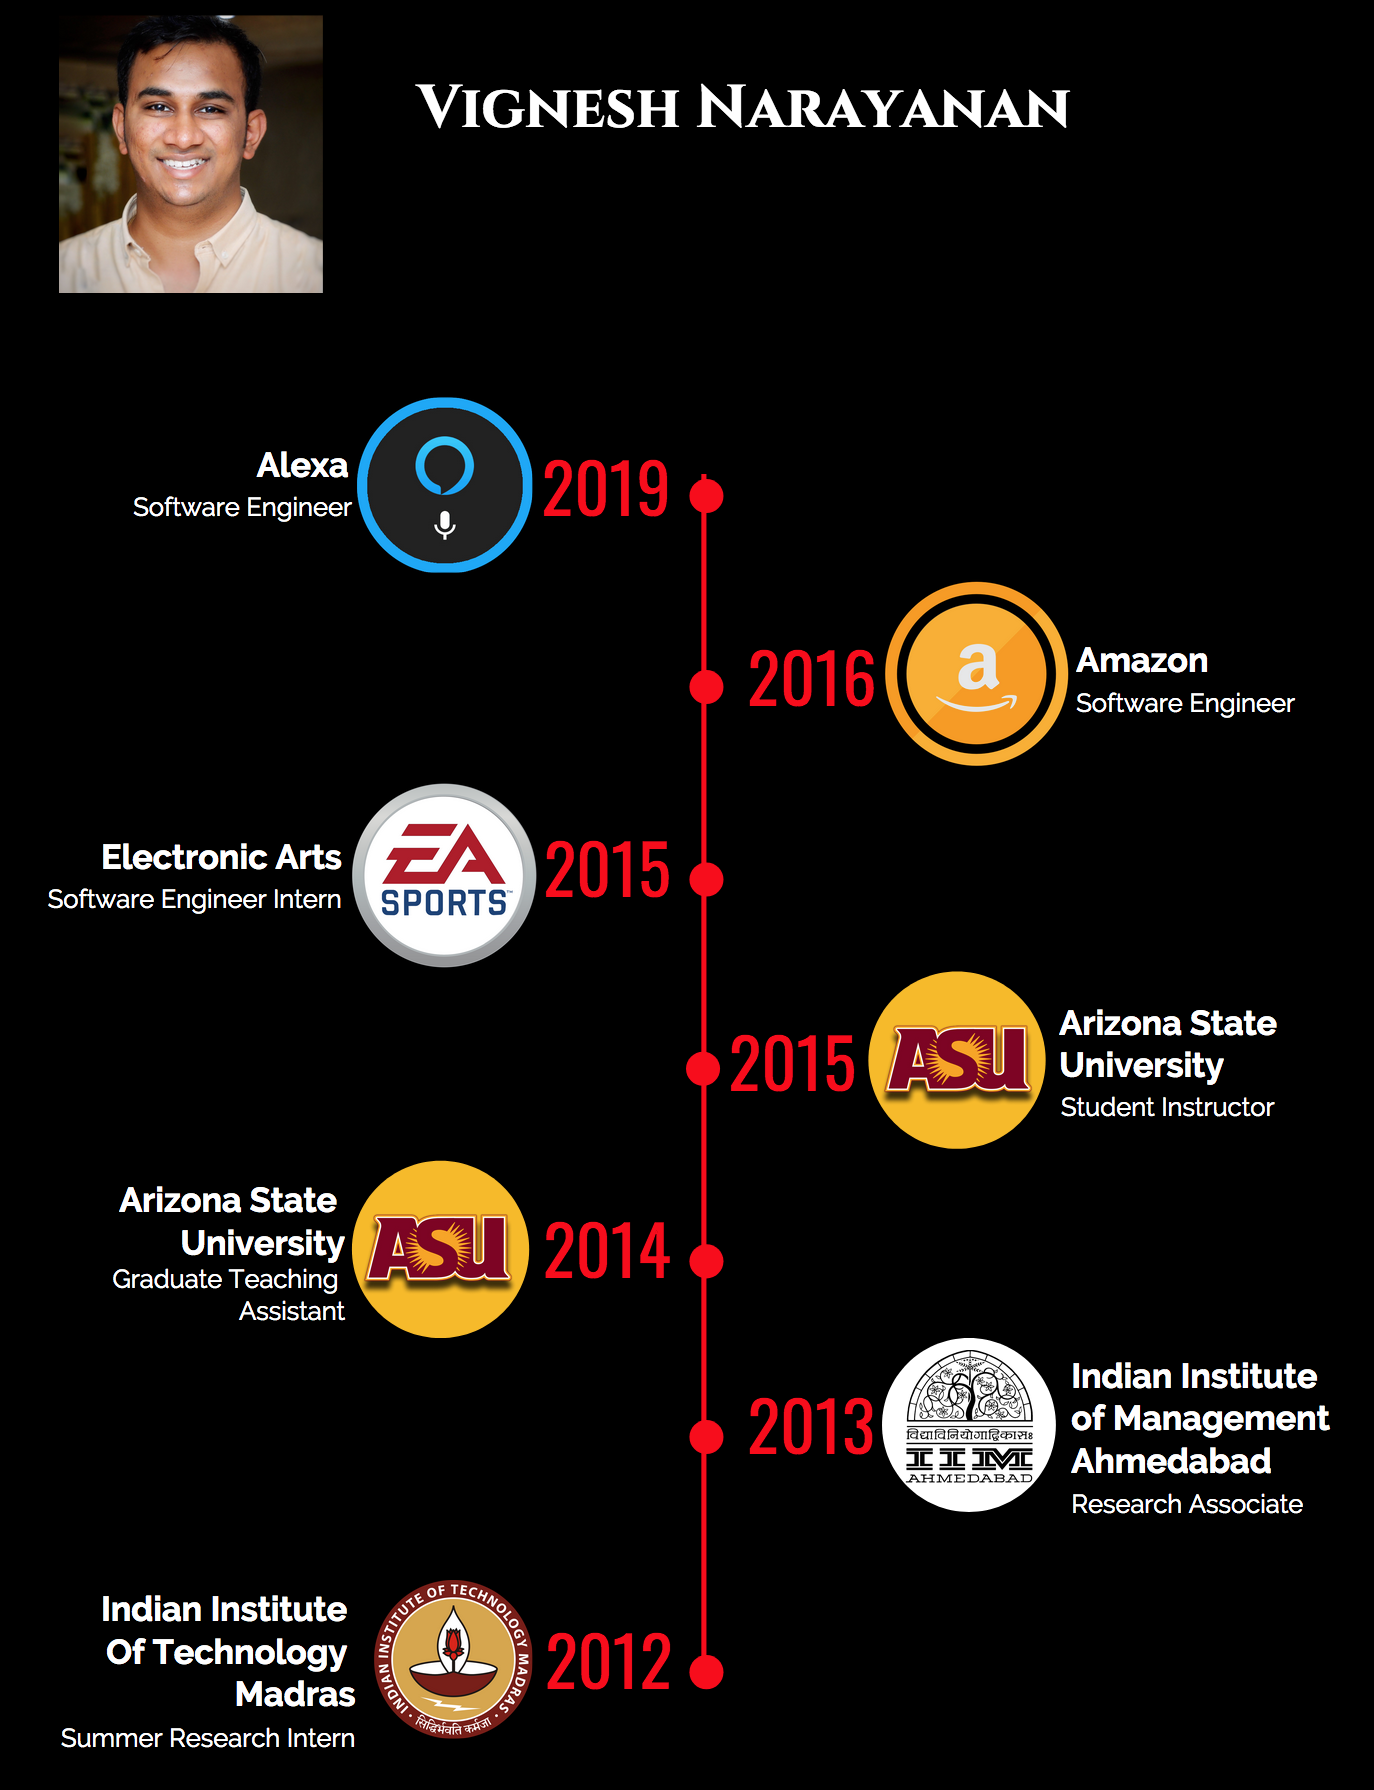 Vignesh Narayanan
Alexa
Software Engineer
2019
2016
a
Amazon
Software Engineer
Electronic Arts
Software Engineer Intern
EA
SPORTS™
2015
2015
ASU
Arizona State
University
Student Instructor
Arizona State
University
Graduate Teaching
Assistant
ASU
2014
2013
विद्याविनियोगाद्विकासः
IIM
AHMEDABAD
Indian Institute
of Management
Ahmedabad
Research Associate
Indian Institute
Of Technology
Madras
Summer Research Intern
INDIAN INSTITUTE OF TECHNOLOGY MADRAS
सिद्धिर्भवति कर्मजा
2012